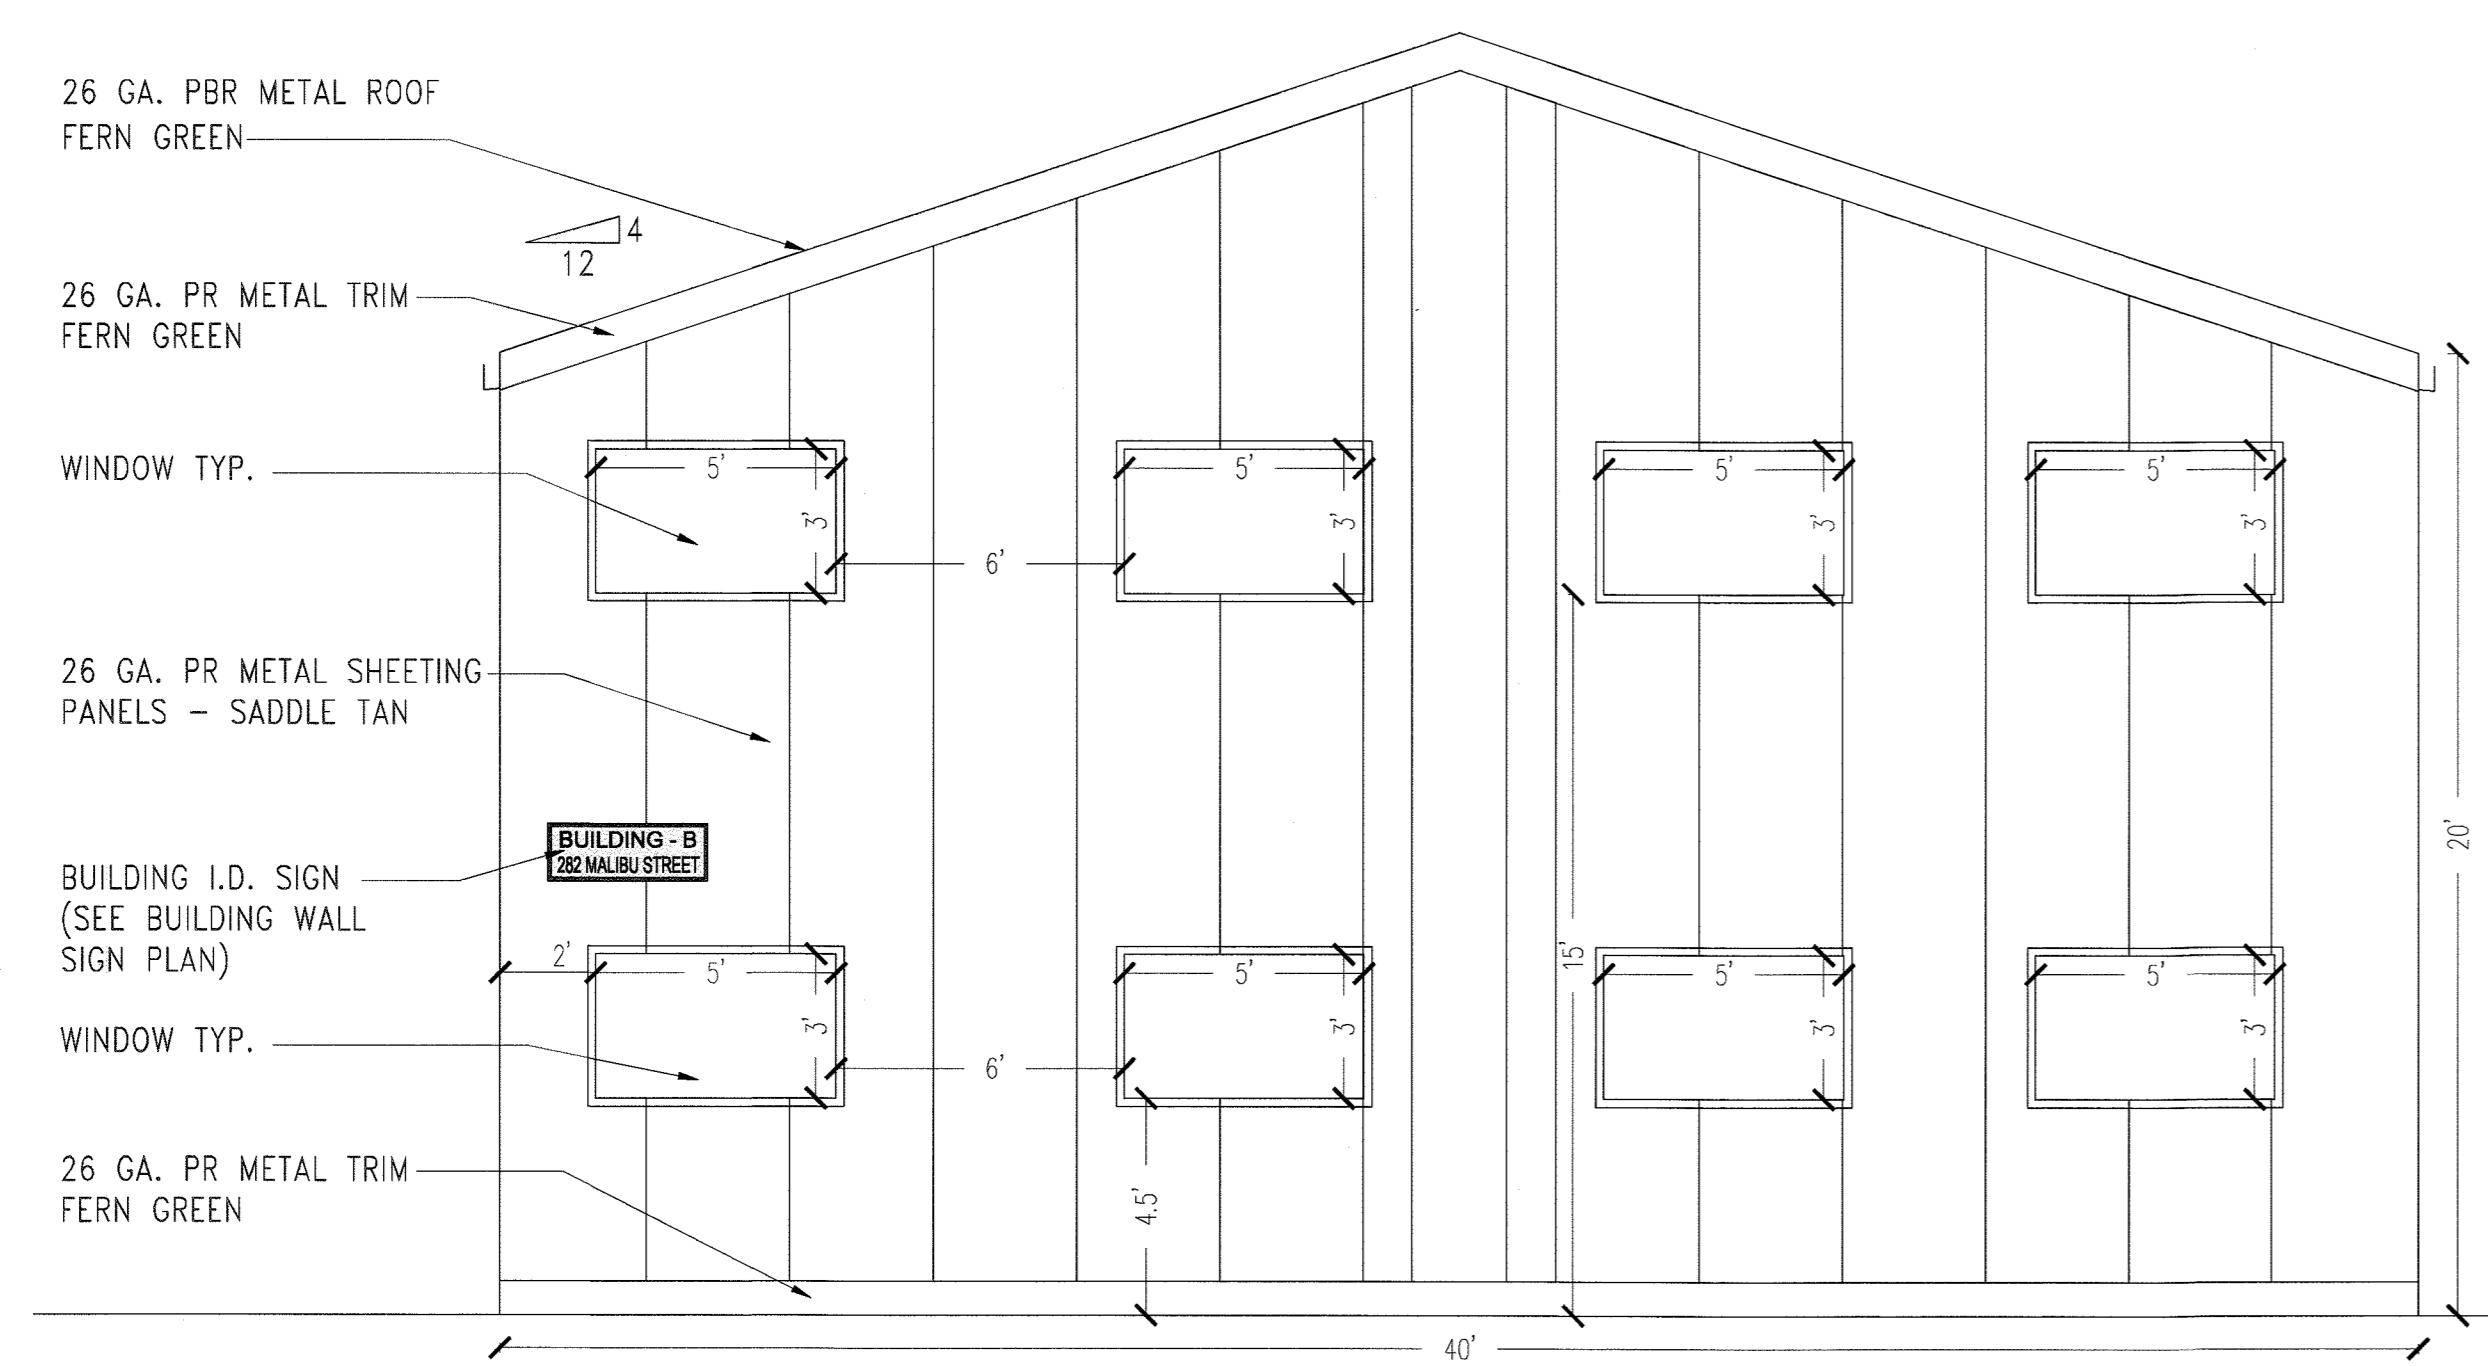 26 GA. PBR METAL ROOF
FERN GREEN
4
12
26 GA. PR METAL TRIM
FERN GREEN
WINDOW TYP.
5'
5'
5'
5'
3'
3'
3'
3'
6'
26 GA. PR METAL SHEETING
PANELS – SADDLE TAN
BUILDING - B
282 MALIBU STREET
20'
BUILDING I.D. SIGN
(SEE BUILDING WALL
SIGN PLAN)
2'
15'
5'
5'
5'
5'
3'
3'
3'
3'
WINDOW TYP.
6'
26 GA. PR METAL TRIM
FERN GREEN
4.5'
40'